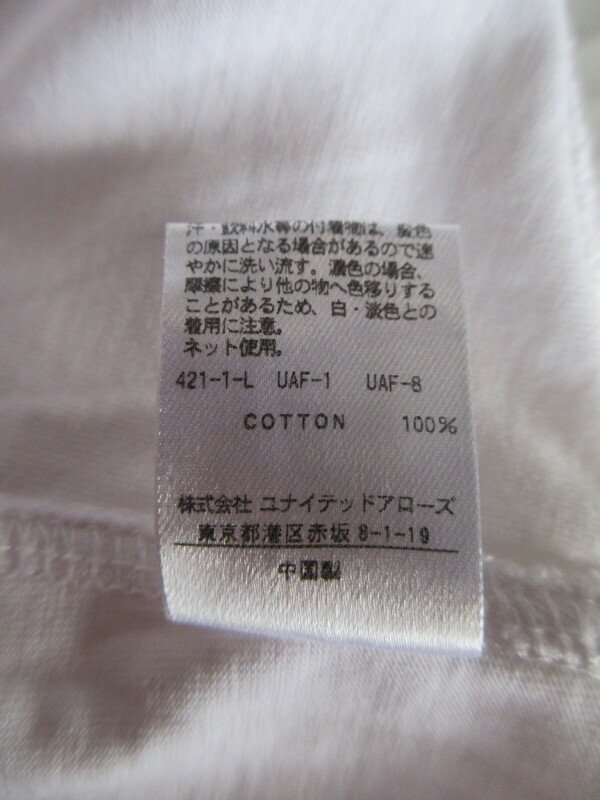 汗・飲料水等の付着物は、変色
の原因となる場合があるので速
やかに洗い流す。濃色の場合、
摩擦により他の物へ色移りする
ことがあるため、白・淡色との
着用に注意。
ネット使用。
421-1-L UAF-1 UAF-8
COTTON 100%
株式会社 ユナイテッドアローズ
東京都港区赤坂 8-1-19
中国製